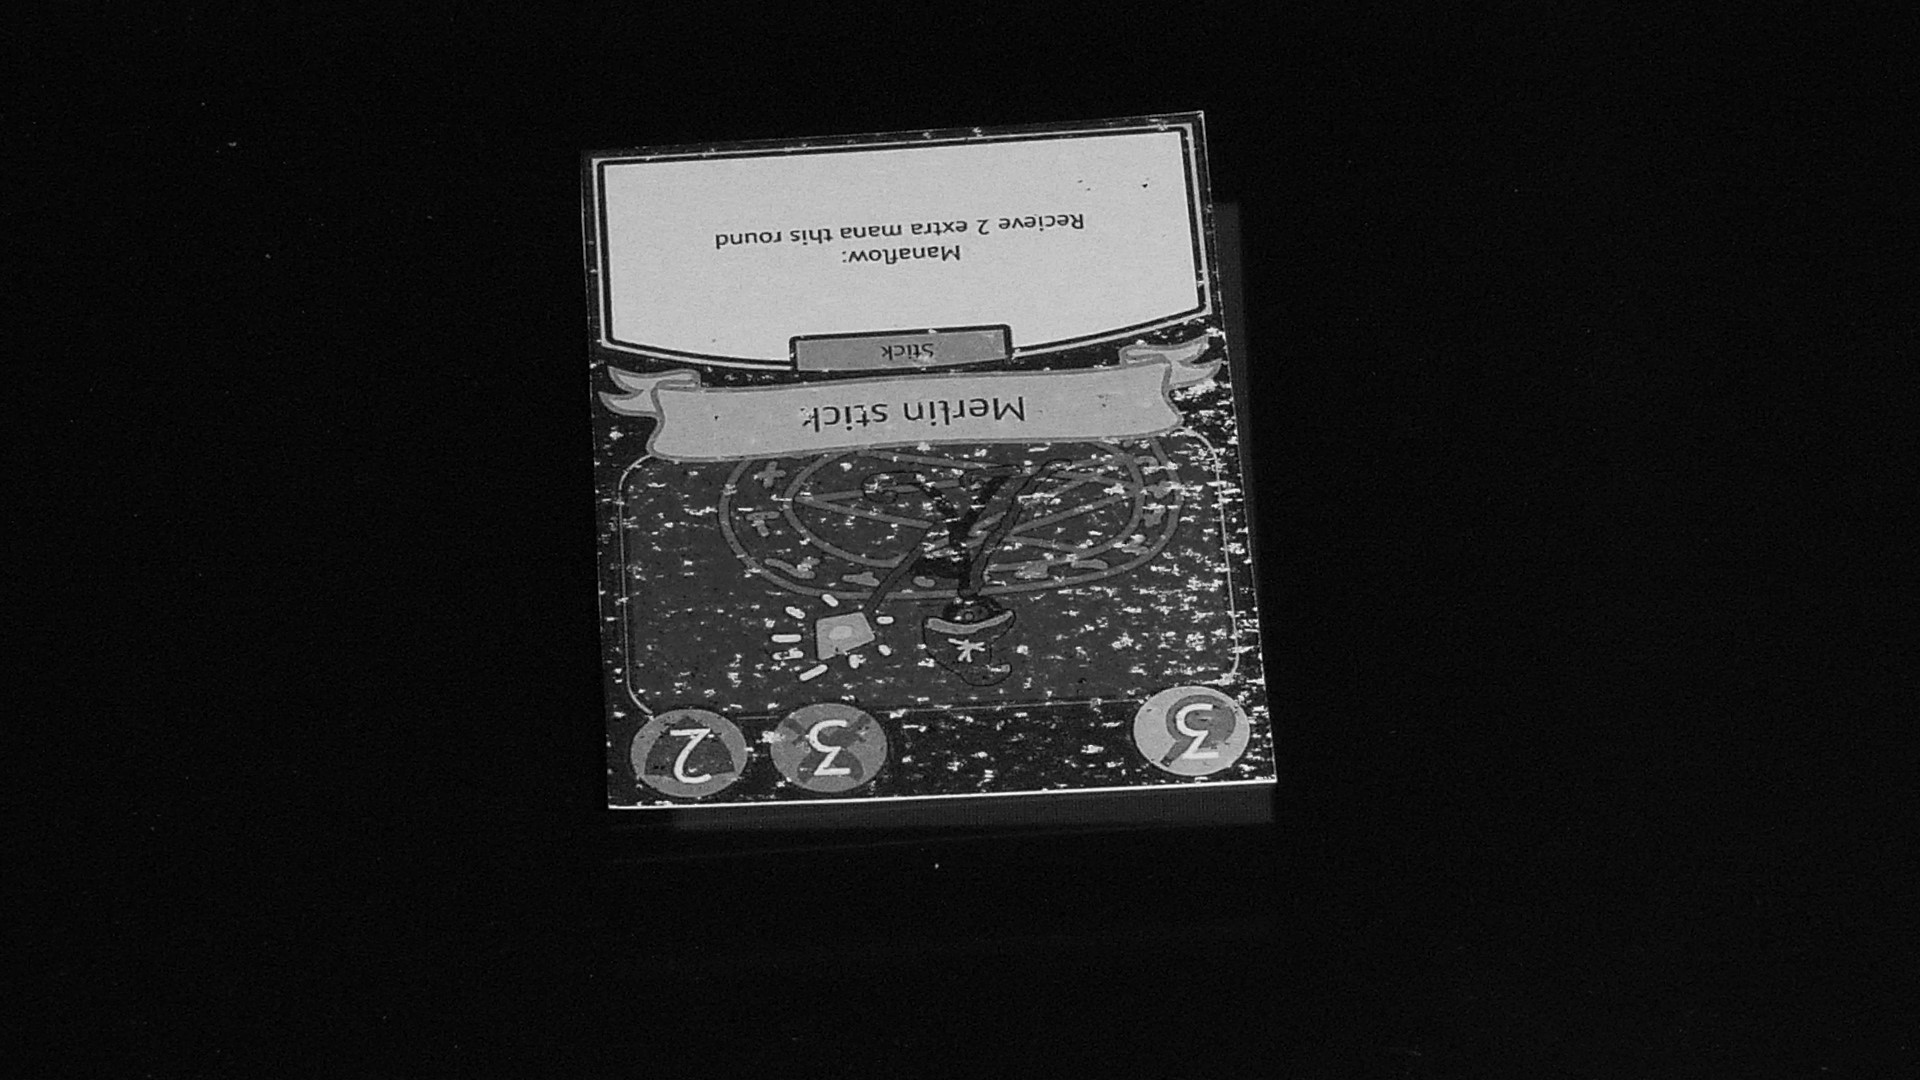 3 3 2
Merlin stick
Stick
Manaflow:
Recieve 2 extra mana this round